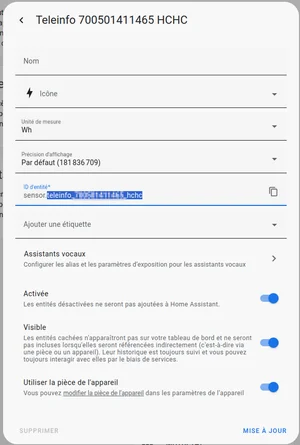 Teleinfo 700501411465 HCHC
Nom
Icône
Unité de mesure
Wh
Précision d'affichage
Par défaut (181 836 709)
ID d'entité*
sensor.teleinfo_700501411465_hchc
Ajouter une étiquette
Assistants vocaux
Configurer les alias et les paramètres d'exposition pour les assistants vocaux
Activée
Les entités désactivées ne seront pas ajoutées à Home Assistant.
Visible
Les entités cachées n'apparaîtront pas sur votre tableau de bord et ne seront
pas incluses lorsqu'elles seront référencées indirectement (c'est-à-dire via
une pièce ou un appareil). Leur historique est toujours suivi et vous pouvez
toujours interagir avec elles par le biais de services.
Utiliser la pièce de l'appareil
Vous pouvez modifier la pièce de l'appareil dans les paramètres de l'appareil
SUPPRIMER
MISE À JOUR